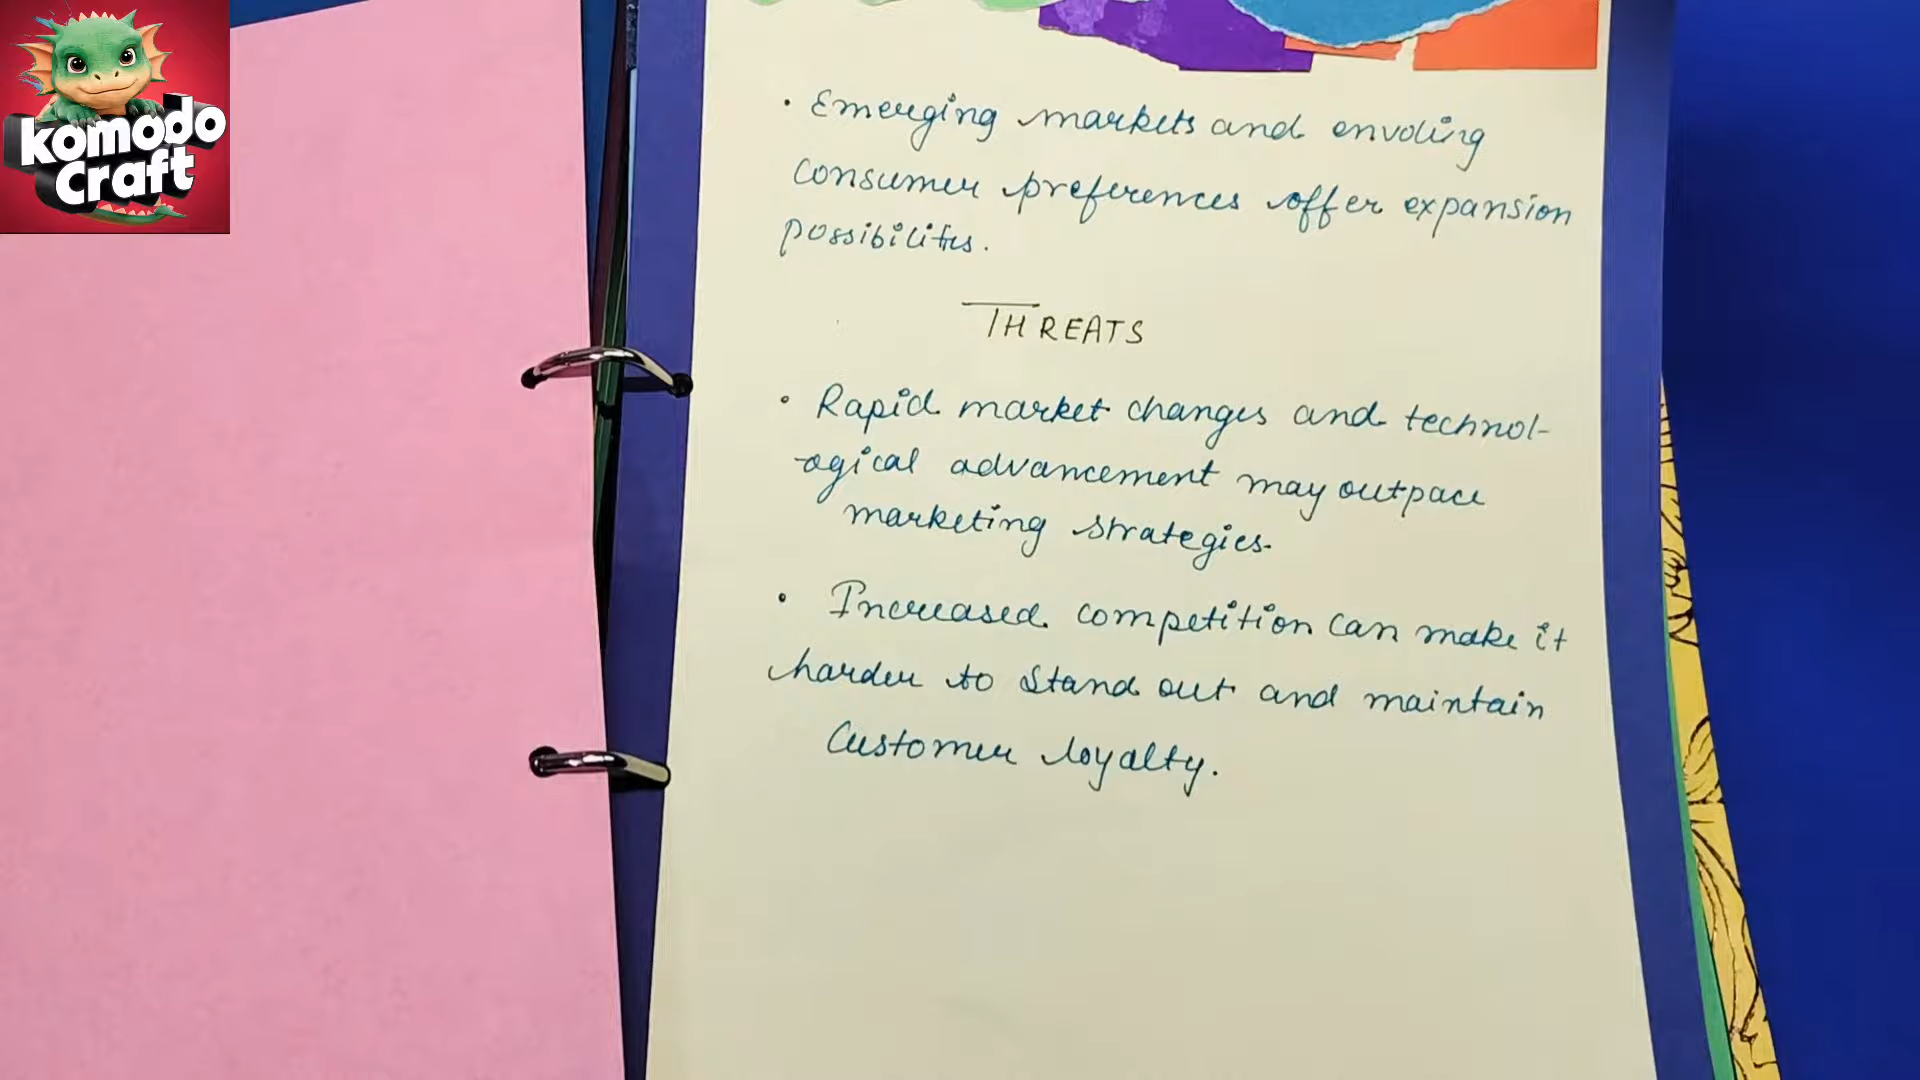 komodo
craft
• Emerging markets and envolving
consumer preferences offer expansion
possibilities.
THREATS
• Rapid market changes and technol-
-ogical advancement may outpace
marketing strategies.
• Increased competition can make it
harder to stand out and maintain
Customer loyalty.